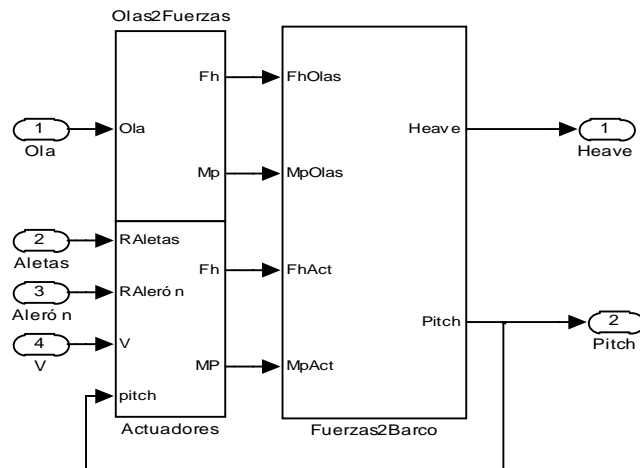 Olas2Fuerzas
Fh
FhOlas
1
Ola
Ola
Heave
1
Heave
Mp
MpOlas
2
Aletas
RAletas
Fh
FhAct
3
Alerón
RAlerón
4
V
V
MP
MpAct
Pitch
2
Pitch
pitch
Actuadores
Fuerzas2Barco